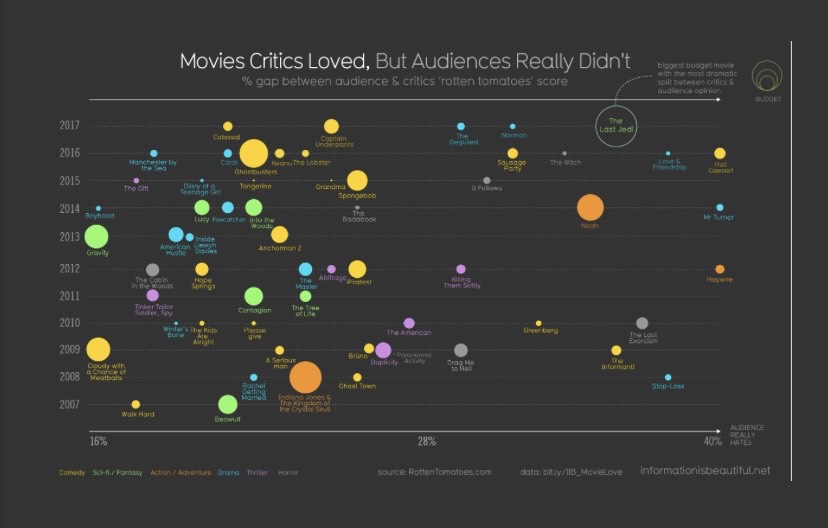 Movies Critics Loved, But Audiences Really Didn't
% gap between audience & critics 'rotten tomatoes' score
biggest budget movie
with the most dramatic
split between critics &
audience opinion
BUDGET
2017
Colossal
Captain
Underpants
The
Beguiled
Norman
The
Last Jedi
2016
Manchester by
the Sea
Carol
Ghostbusters
Keanu
The Lobster
Sausage
Party
The Witch
Love &
Friendship
Hail
Caesar!
2015
The Gift
Diary of a
Teenage Girl
Tangerine
Grandma
Spongebob
It Follows
2014
Boyhood
Lucy
Foxcatcher
Into the
Woods
The
Babadook
Noah
Mr Turner
2013
Gravity
American
Hustle
Inside
Llewyn
Davies
Anchorman 2
2012
The Cabin
in the Woods
Hope
Springs
The
Master
Abitrage
Pirates!
Killing
Them Softly
Haywire
2011
Tinker Tailor
Soldier, Spy
Contagion
The Tree
of Life
2010
Winter's
Bone
The Kids
Are
Alright
Please
give
The American
Greenberg
The Last
Exorcism
2009
Cloudy with
a Chance of
Meatballs
A Serious
man
Brüno
Duplicity
Paranormal
Activity
Drag Me
to Hell
The
Informant!
2008
Rachel
Getting
Married
Indiana Jones &
The Kingdom of
the Crystal Skull
Ghost Town
Stop-Loss
2007
Walk Hard
Beowulf
16%
28%
40%
AUDIENCE
REALLY
HATEs
Comedy Sci-fi / Fantasy Action / Adventure Drama Thriller Horror
source: RottenTomatoes.com
data: bit.ly/IIB_MovieLove
informationisbeautiful.net